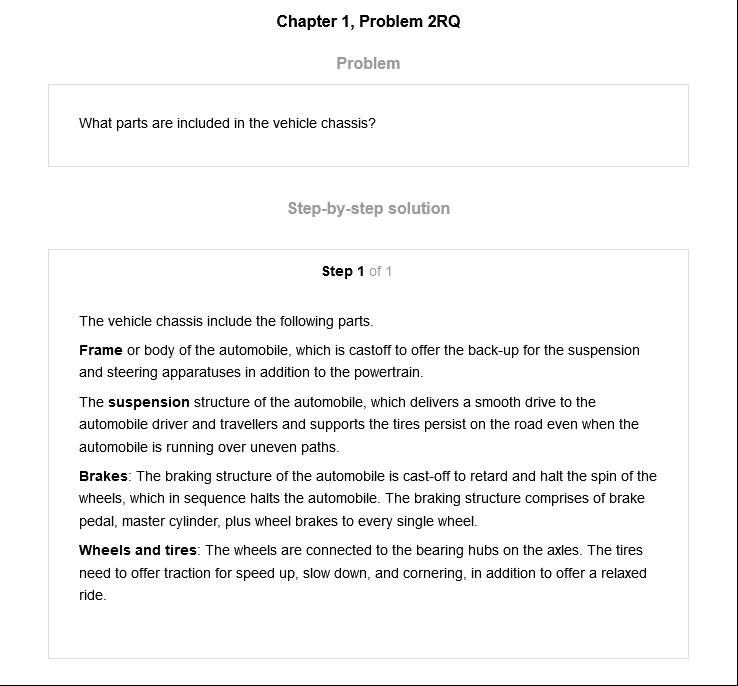 Chapter 1, Problem 2RQ
Problem
What parts are included in the vehicle chassis?
Step-by-step solution
Step 1 of 1
The vehicle chassis include the following parts.
Frame or body of the automobile, which is castoff to offer the back-up for the suspension
and steering apparatuses in addition to the powertrain.
The suspension structure of the automobile, which delivers a smooth drive to the
automobile driver and travellers and supports the tires persist on the road even when the
automobile is running over uneven paths.
Brakes: The braking structure of the automobile is cast-off to retard and halt the spin of the
wheels, which in sequence halts the automobile. The braking structure comprises of brake
pedal, master cylinder, plus wheel brakes to every single wheel.
Wheels and tires: The wheels are connected to the bearing hubs on the axles. The tires
need to offer traction for speed up, slow down, and cornering, in addition to offer a relaxed
ride.